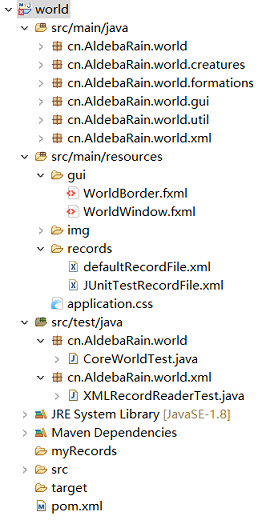 world
src/main/java
cn.AldebaRain.world
cn.AldebaRain.world.creatures
cn.AldebaRain.world.formations
cn.AldebaRain.world.gui
cn.AldebaRain.world.util
cn.AldebaRain.world.xml
src/main/resources
gui
WorldBorder.fxml
WorldWindow.fxml
img
records
defaultRecordFile.xml
JUnitTestRecordFile.xml
application.css
src/test/java
cn.AldebaRain.world
CoreWorldTest.java
cn.AldebaRain.world.xml
XMLRecordReaderTest.java
JRE System Library [JavaSE-1.8]
Maven Dependencies
myRecords
src
target
pom.xml